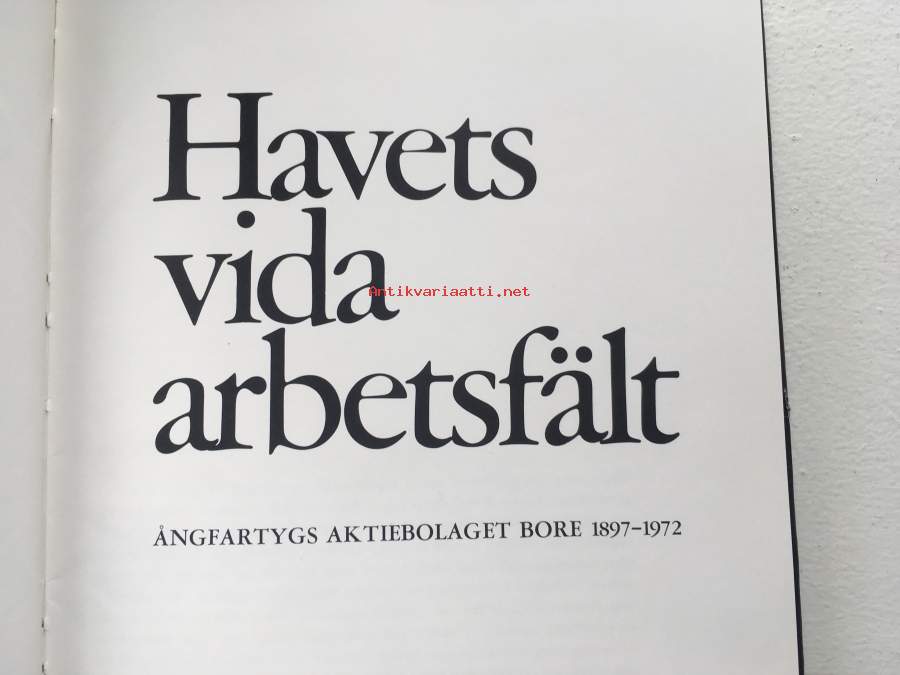 Havets
vida
Antikvariaatti.net
arbetsfält
ÅNGFARTYGS AKTIEBOLAGET BORE 1897–1972